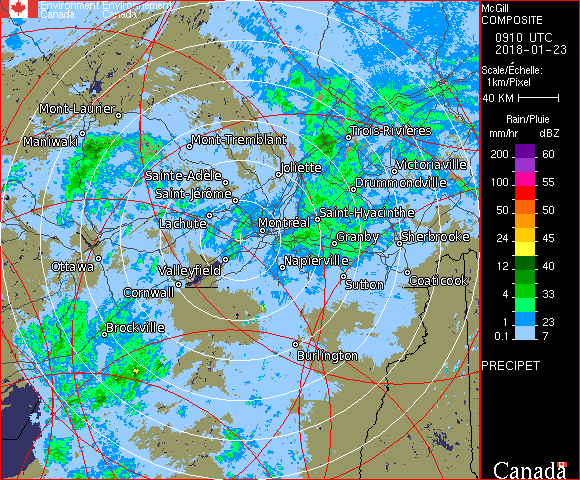 Environment Environnement
Canada Canada
McGill
COMPOSITE
0910 UTC
2018-01-23
Scale/Échelle:
1km/Pixel
40 KM
Rain/Pluie
mm/hr dBZ
200 60
100 55
50 50
24 45
12 40
4 33
1 23
0.1 7
PRECIPET
Canada
Mont-Laurier
Maniwaki
Mont-Tremblant
Trois-Rivières
Joliette
Victoriaville
Sainte-Adèle
Drummondville
Saint-Jérôme
Saint-Hyacinthe
Lachute
Montréal
Granby
Sherbrooke
Ottawa
Valleyfield
Napierville
Coaticook
Cornwall
Sutton
Brockville
Burlington